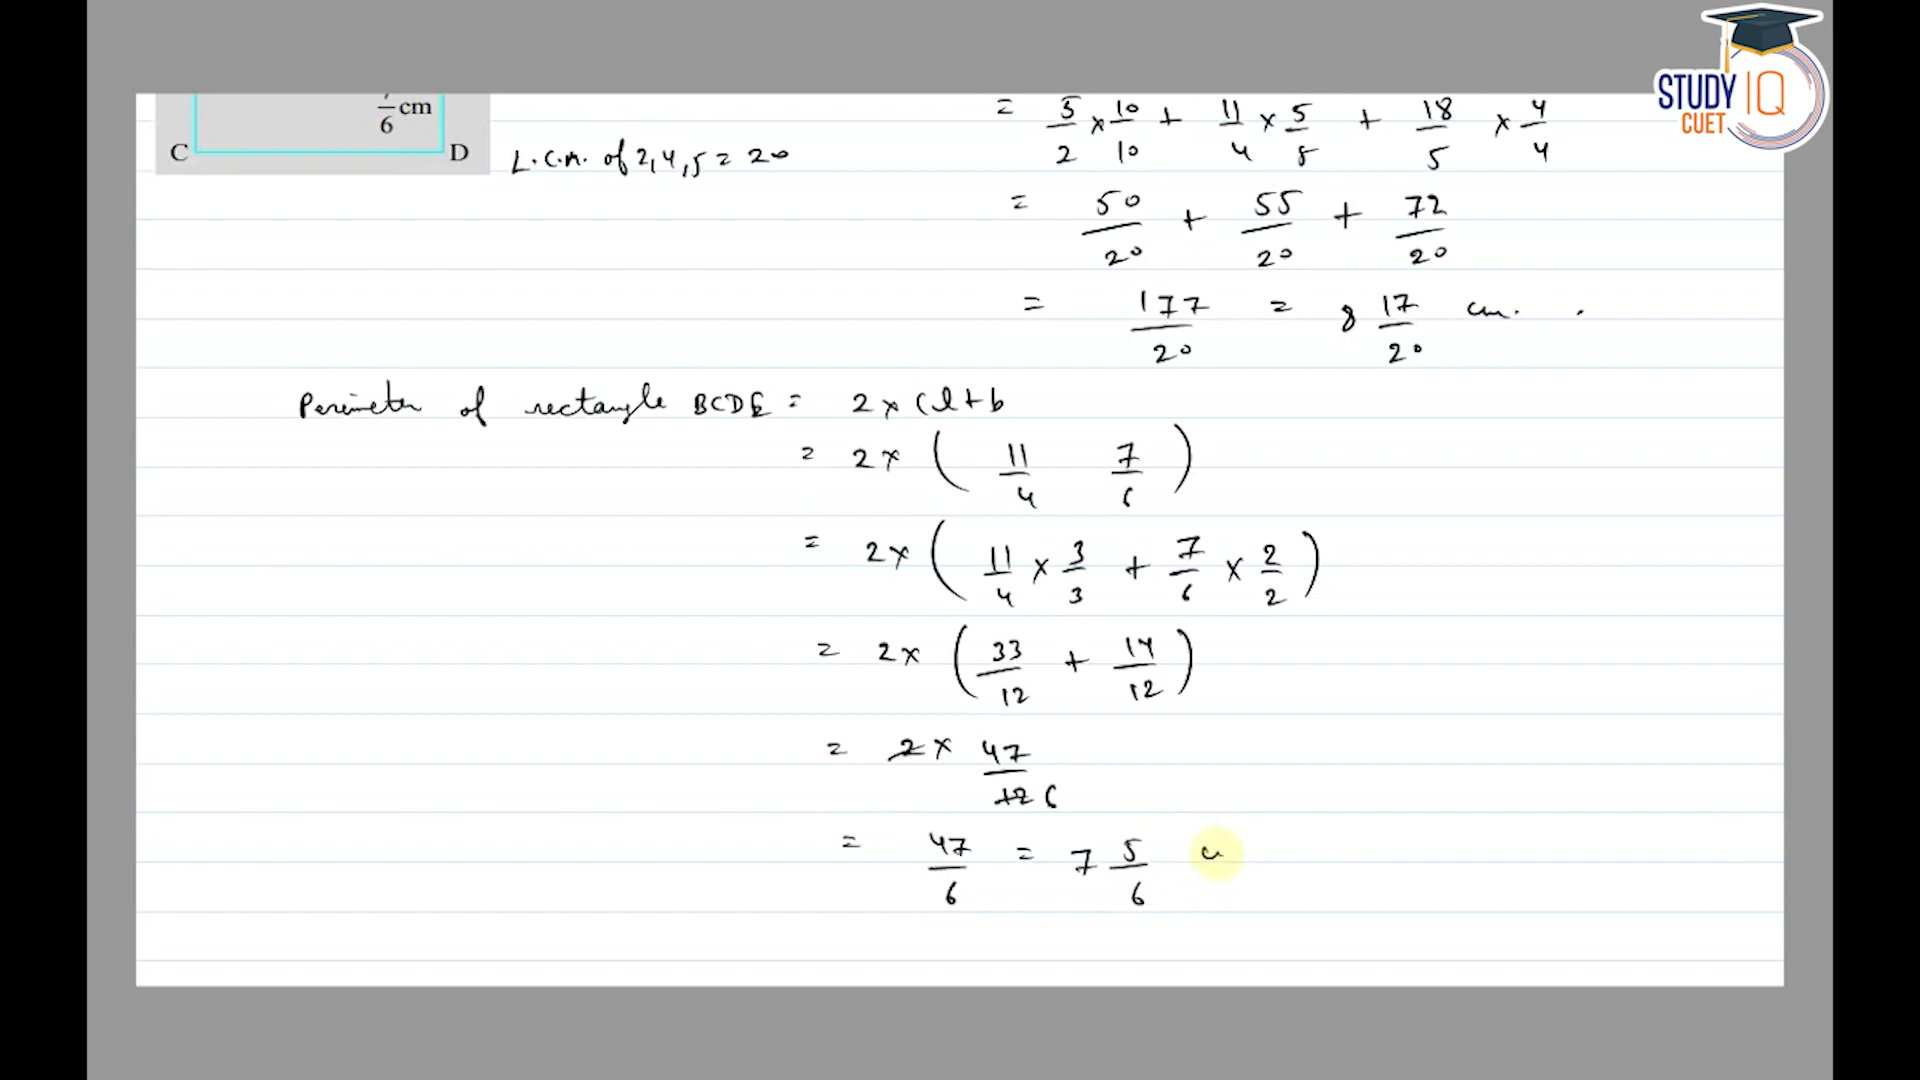 STUDY IQ
CUET
7/6 cm
C D
L.C.M. of 2,4,5 = 20
= 5/2 × 10/10 + 11/4 × 5/5 + 18/5 × 4/4
= 50/20 + 55/20 + 72/20
= 177/20 = 8 17/20 cm.
Perimeter of rectangle BCDE = 2 × (l+b
= 2 × ( 11/4 7/6 )
= 2 × ( 11/4 × 3/3 + 7/6 × 2/2 )
= 2 × ( 33/12 + 14/12 )
= 2 × 47/12 6
= 47/6 = 7 5/6 c